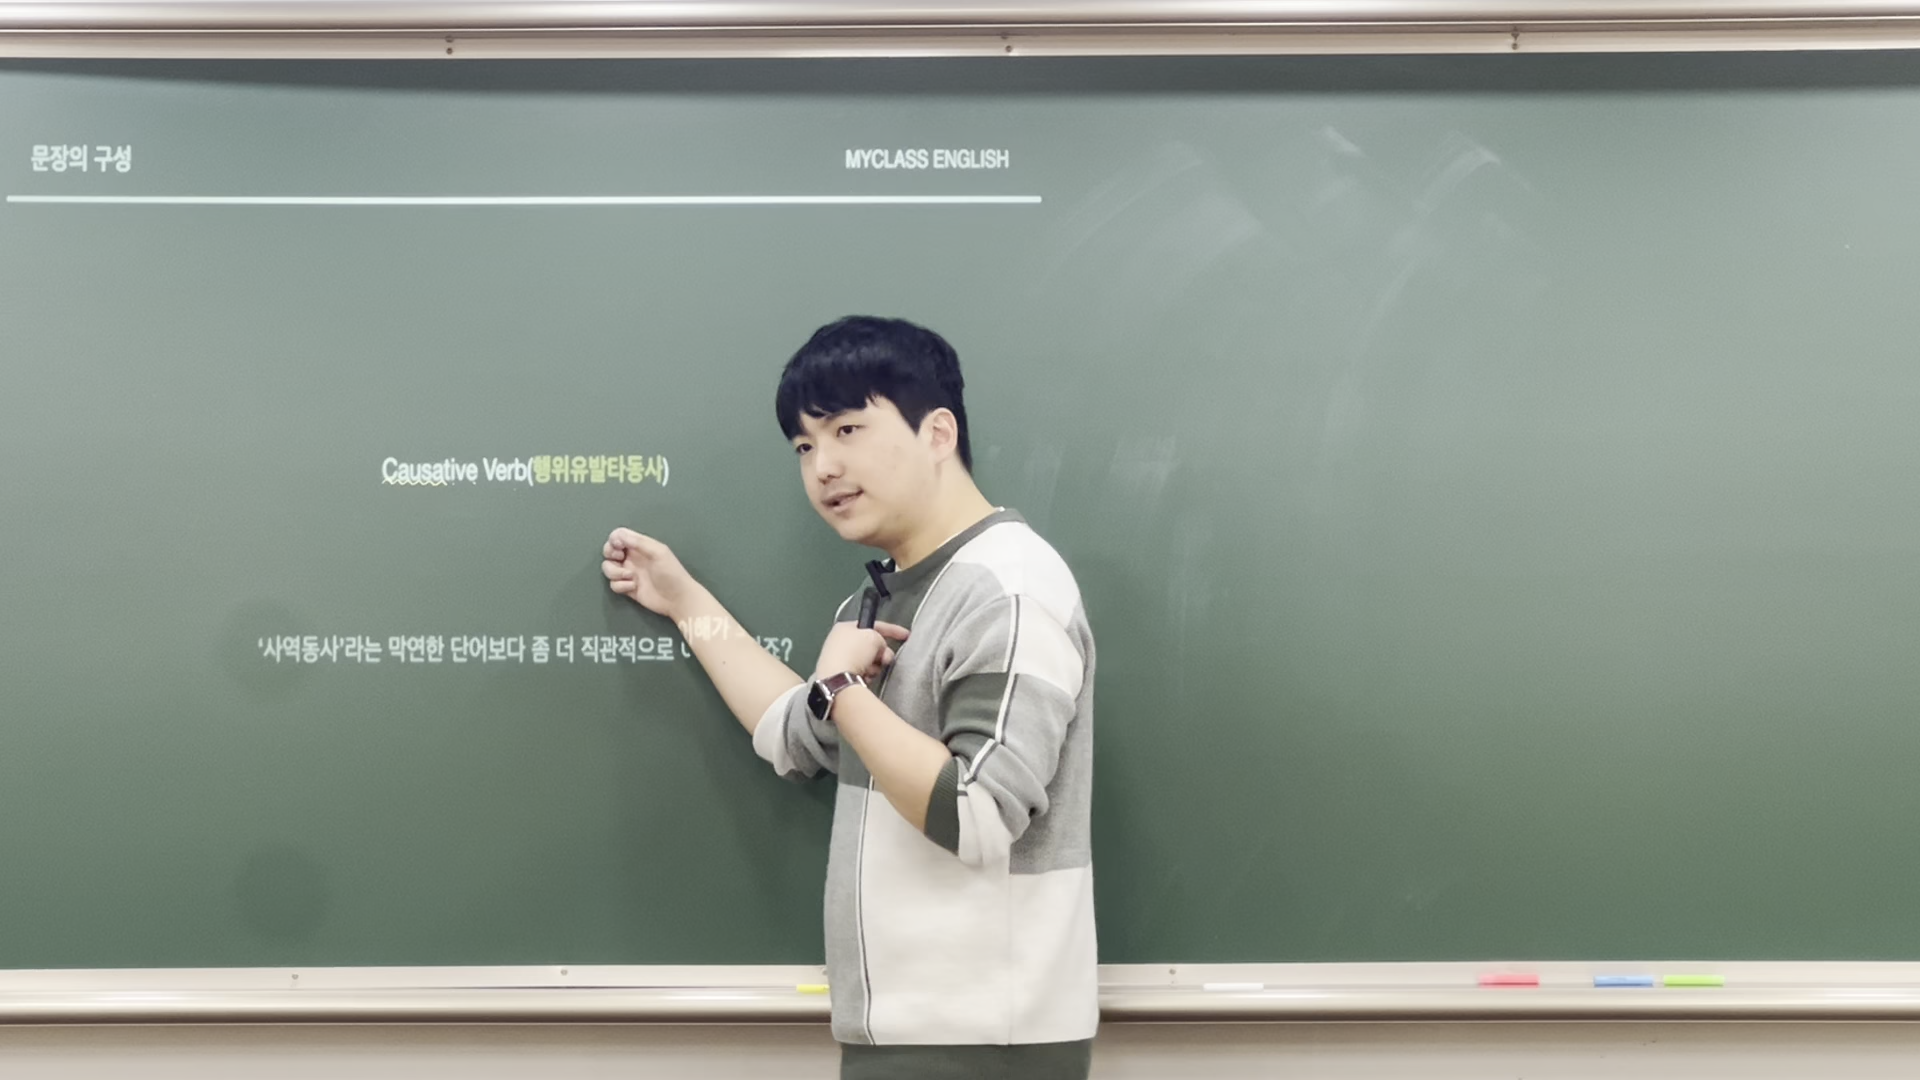 문장의 구성
MYCLASS ENGLISH
Causative Verb(행위유발타동사)
'사역동사'라는 막연한 단어보다 좀 더 직관적으로 이해가